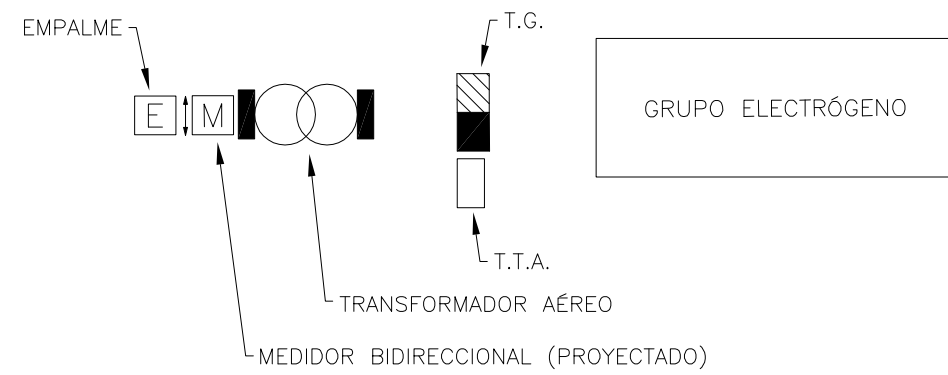 T.G.
EMPALME
E
M
GRUPO ELECTRÓGENO
T.T.A.
TRANSFORMADOR AÉREO
MEDIDOR BIDIRECCIONAL (PROYECTADO)